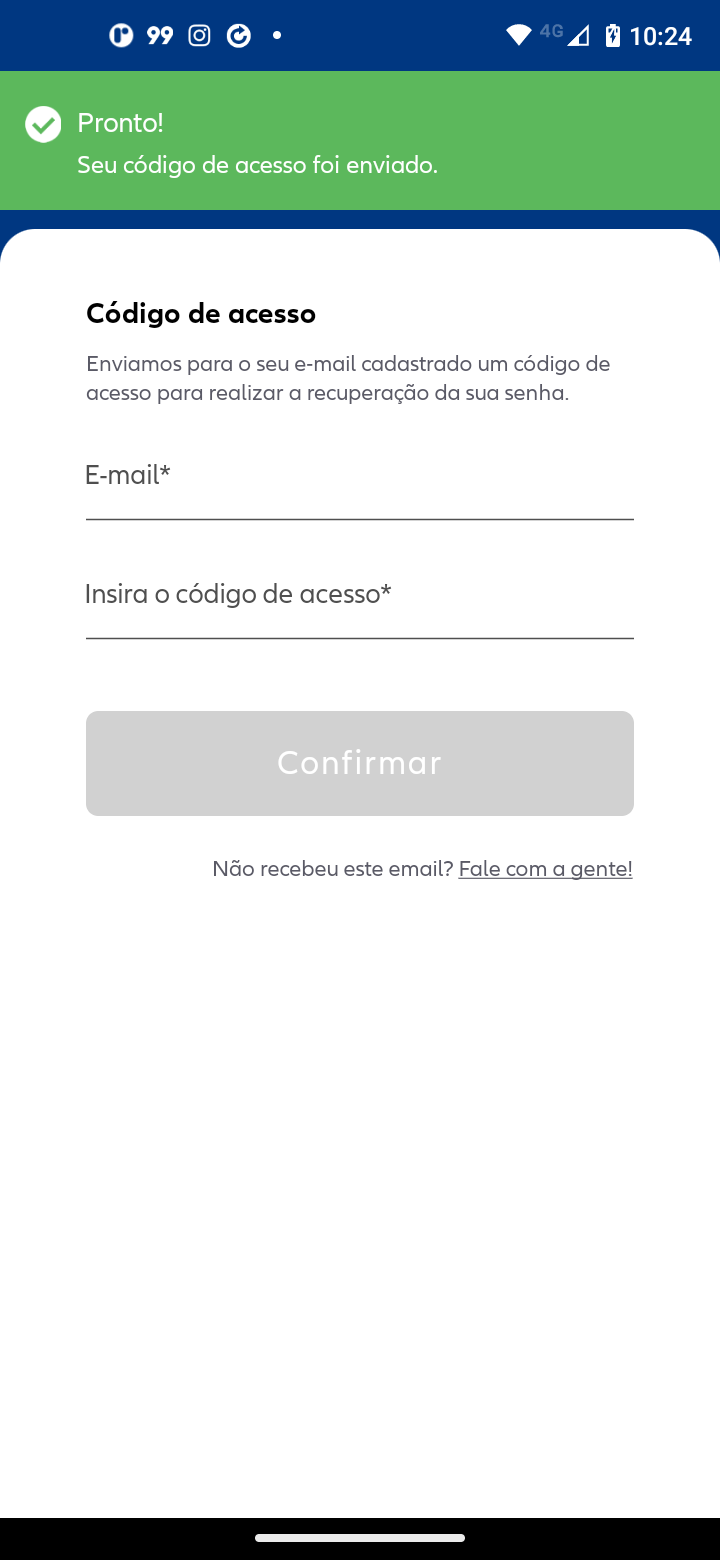 99 4G 10:24
Pronto!
Seu código de acesso foi enviado.
Código de acesso
Enviamos para o seu e-mail cadastrado um código de
acesso para realizar a recuperação da sua senha.
E-mail*
Insira o código de acesso*
Confirmar
Não recebeu este email? Fale com a gente!